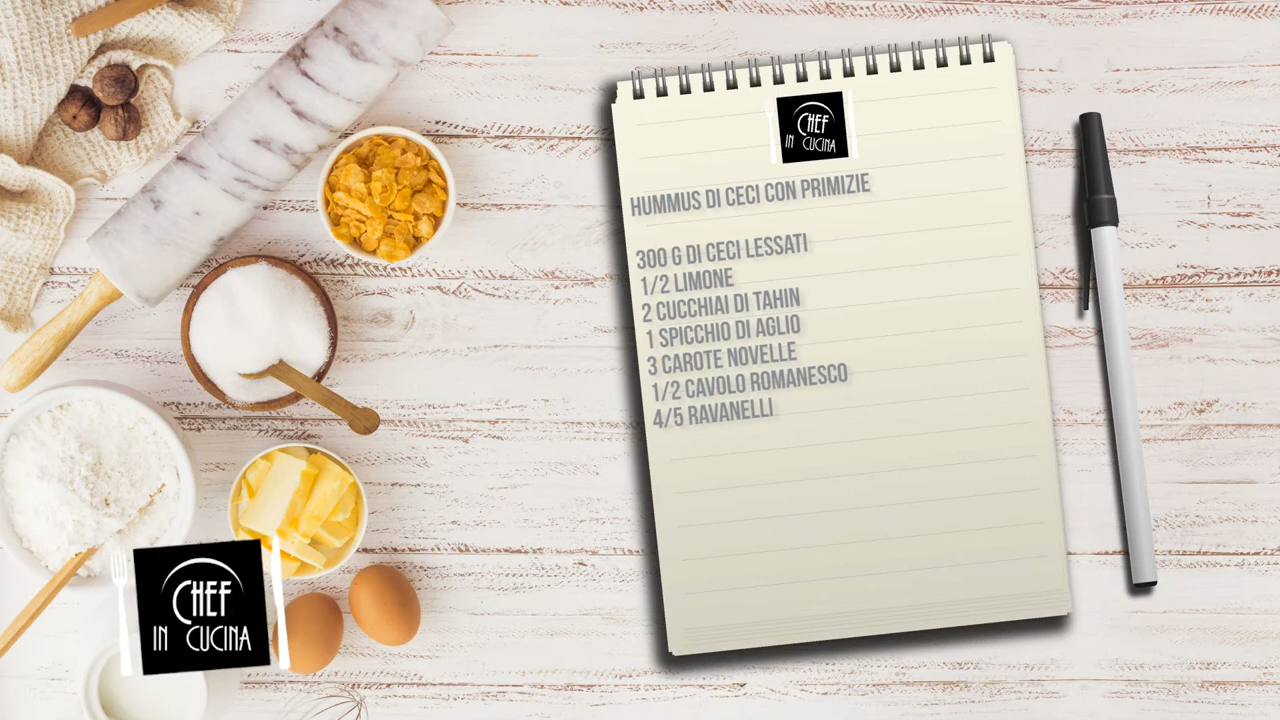 CHEF
IN CUCINA
HUMMUS DI CECI CON PRIMIZIE
300 G DI CECI LESSATI
1/2 LIMONE
2 CUCCHIAI DI TAHIN
1 SPICCHIO DI AGLIO
3 CAROTE NOVELLE
1/2 CAVOLO ROMANESCO
4/5 RAVANELLI
CHEF
IN CUCINA